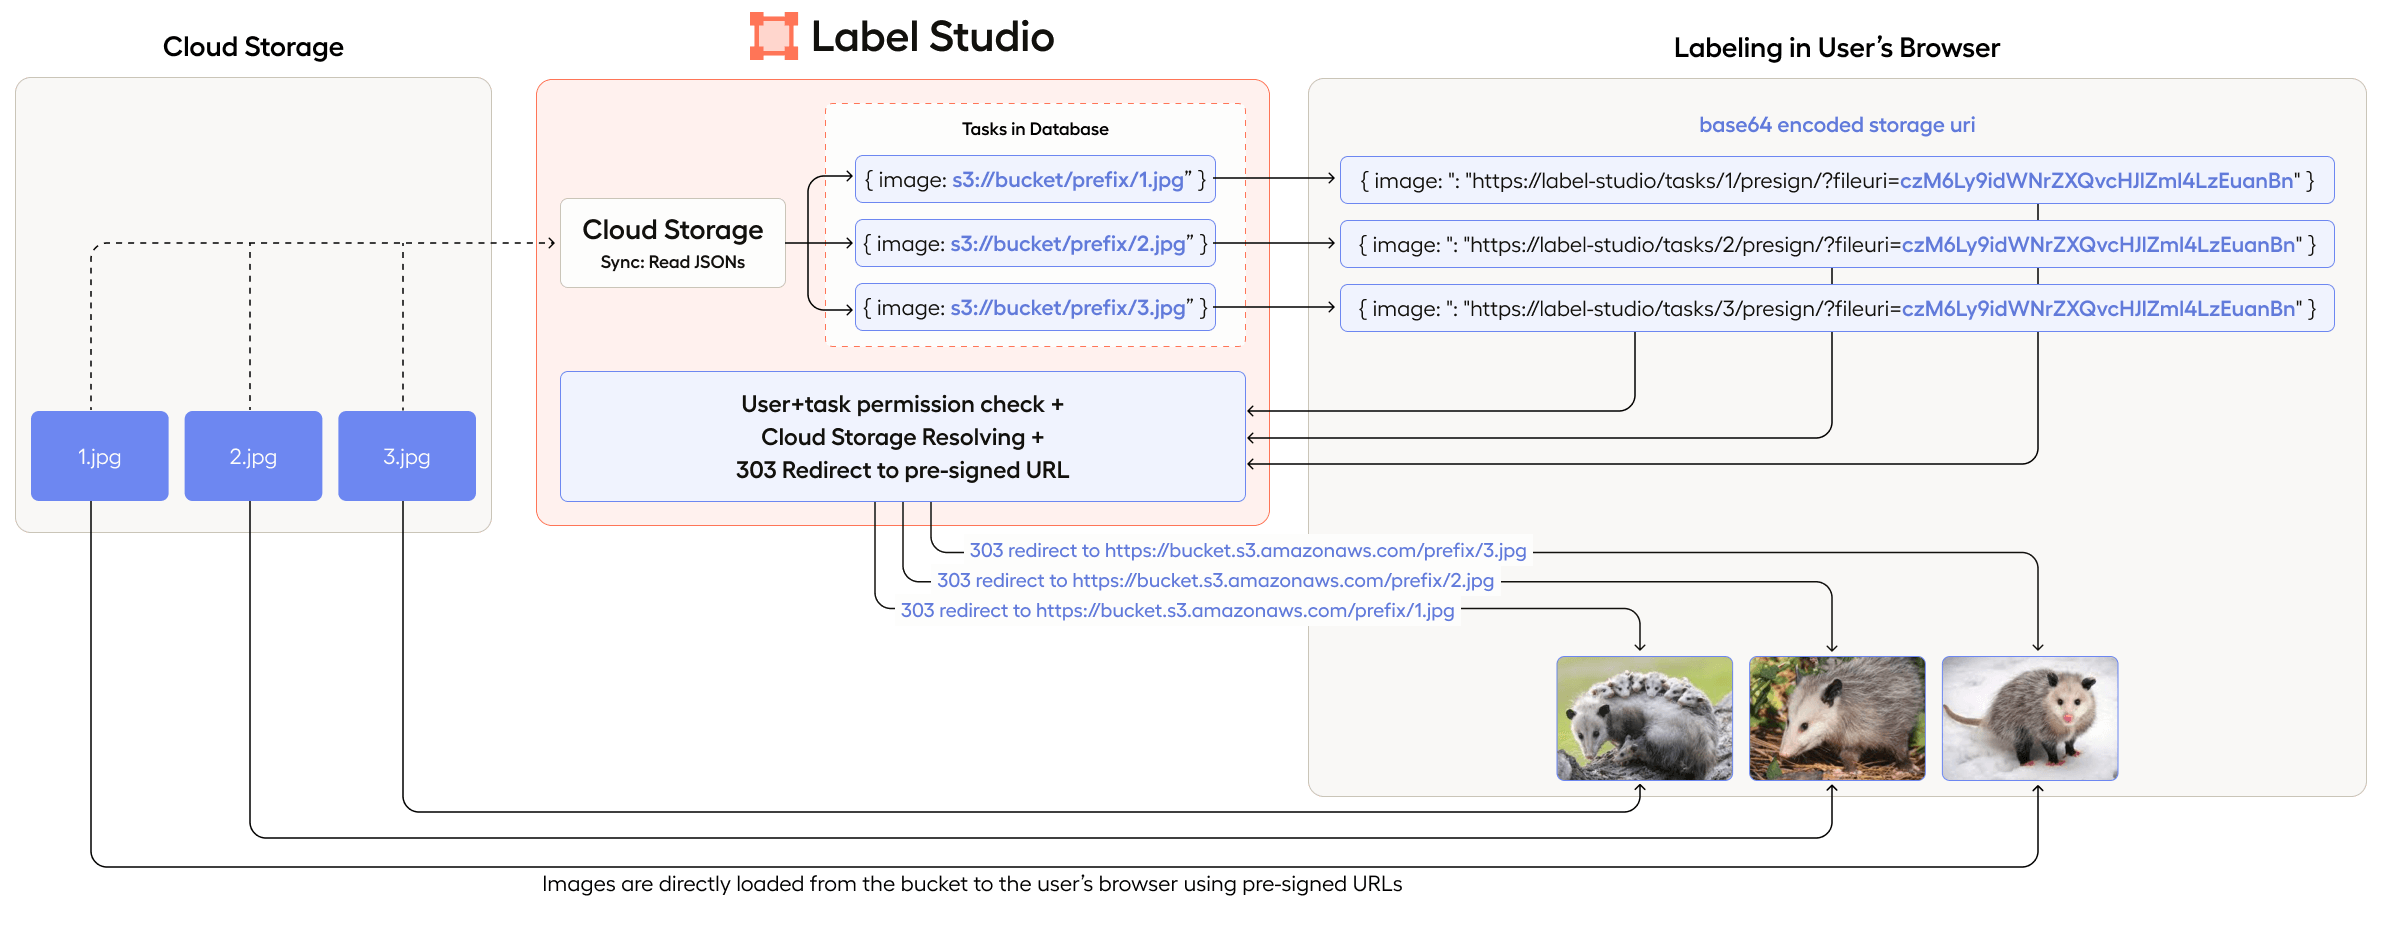 Cloud Storage
Label Studio
Labeling in User's Browser
1.jpg
2.jpg
3.jpg
Cloud Storage
Sync: Read JSONs
Tasks in Database
{ image: s3://bucket/prefix/1.jpg” }
{ image: s3://bucket/prefix/2.jpg” }
{ image: s3://bucket/prefix/3.jpg” }
base64 encoded storage uri
{ image: ": "https://label-studio/tasks/1/presign/?fileuri=czM6Ly9idWNrZXQvcHJlZml4LzEuanBn" }
{ image: ": "https://label-studio/tasks/2/presign/?fileuri=czM6Ly9idWNrZXQvcHJlZml4LzEuanBn" }
{ image: ": "https://label-studio/tasks/3/presign/?fileuri=czM6Ly9idWNrZXQvcHJlZml4LzEuanBn" }
User+task permission check +
Cloud Storage Resolving +
303 Redirect to pre-signed URL
303 redirect to https://bucket.s3.amazonaws.com/prefix/3.jpg
303 redirect to https://bucket.s3.amazonaws.com/prefix/2.jpg
303 redirect to https://bucket.s3.amazonaws.com/prefix/1.jpg
Images are directly loaded from the bucket to the user's browser using pre-signed URLs